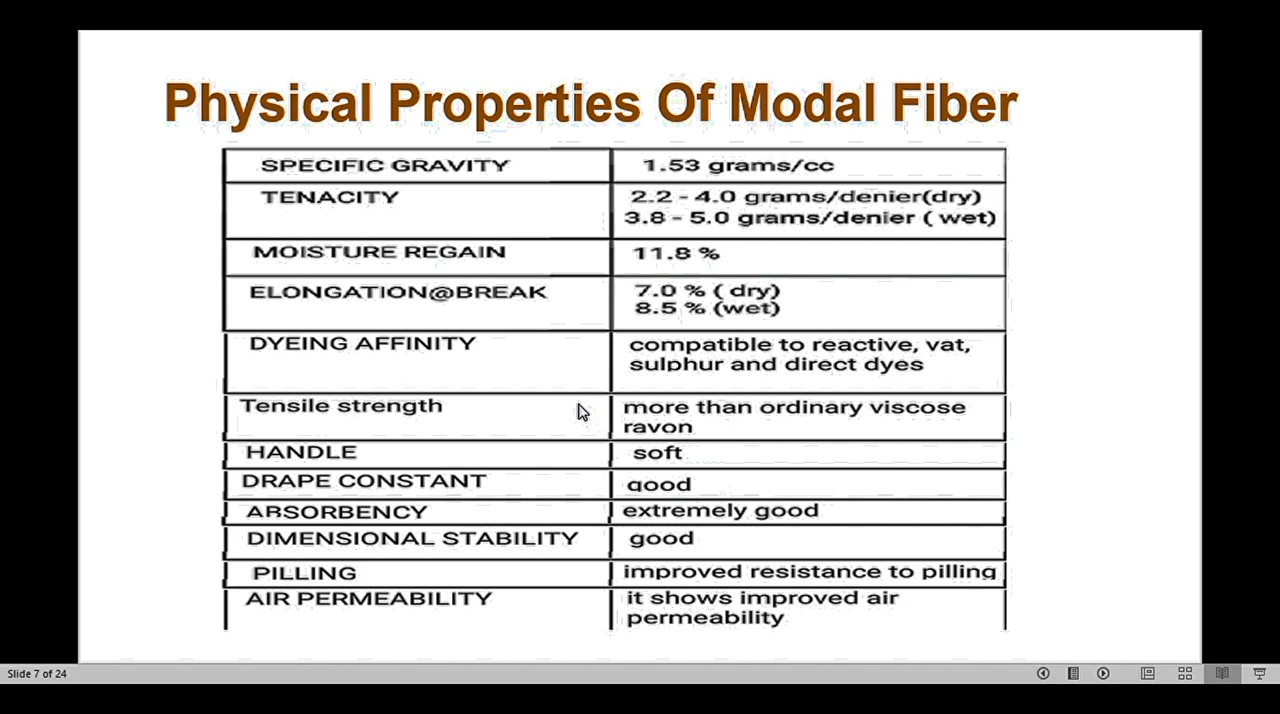 Physical Properties Of Modal Fiber
SPECIFIC GRAVITY 1.53 grams/cc
TENACITY 2.2 - 4.0 grams/denier(dry)
3.8 - 5.0 grams/denier ( wet)
MOISTURE REGAIN 11.8 %
ELONGATION@BREAK 7.0 % ( dry)
8.5 % (wet)
DYEING AFFINITY compatible to reactive, vat,
sulphur and direct dyes
Tensile strength more than ordinary viscose
rayon
HANDLE soft
DRAPE CONSTANT good
ABSORBENCY extremely good
DIMENSIONAL STABILITY good
PILLING improved resistance to pilling
AIR PERMEABILITY it shows improved air
permeability
Slide 7 of 24